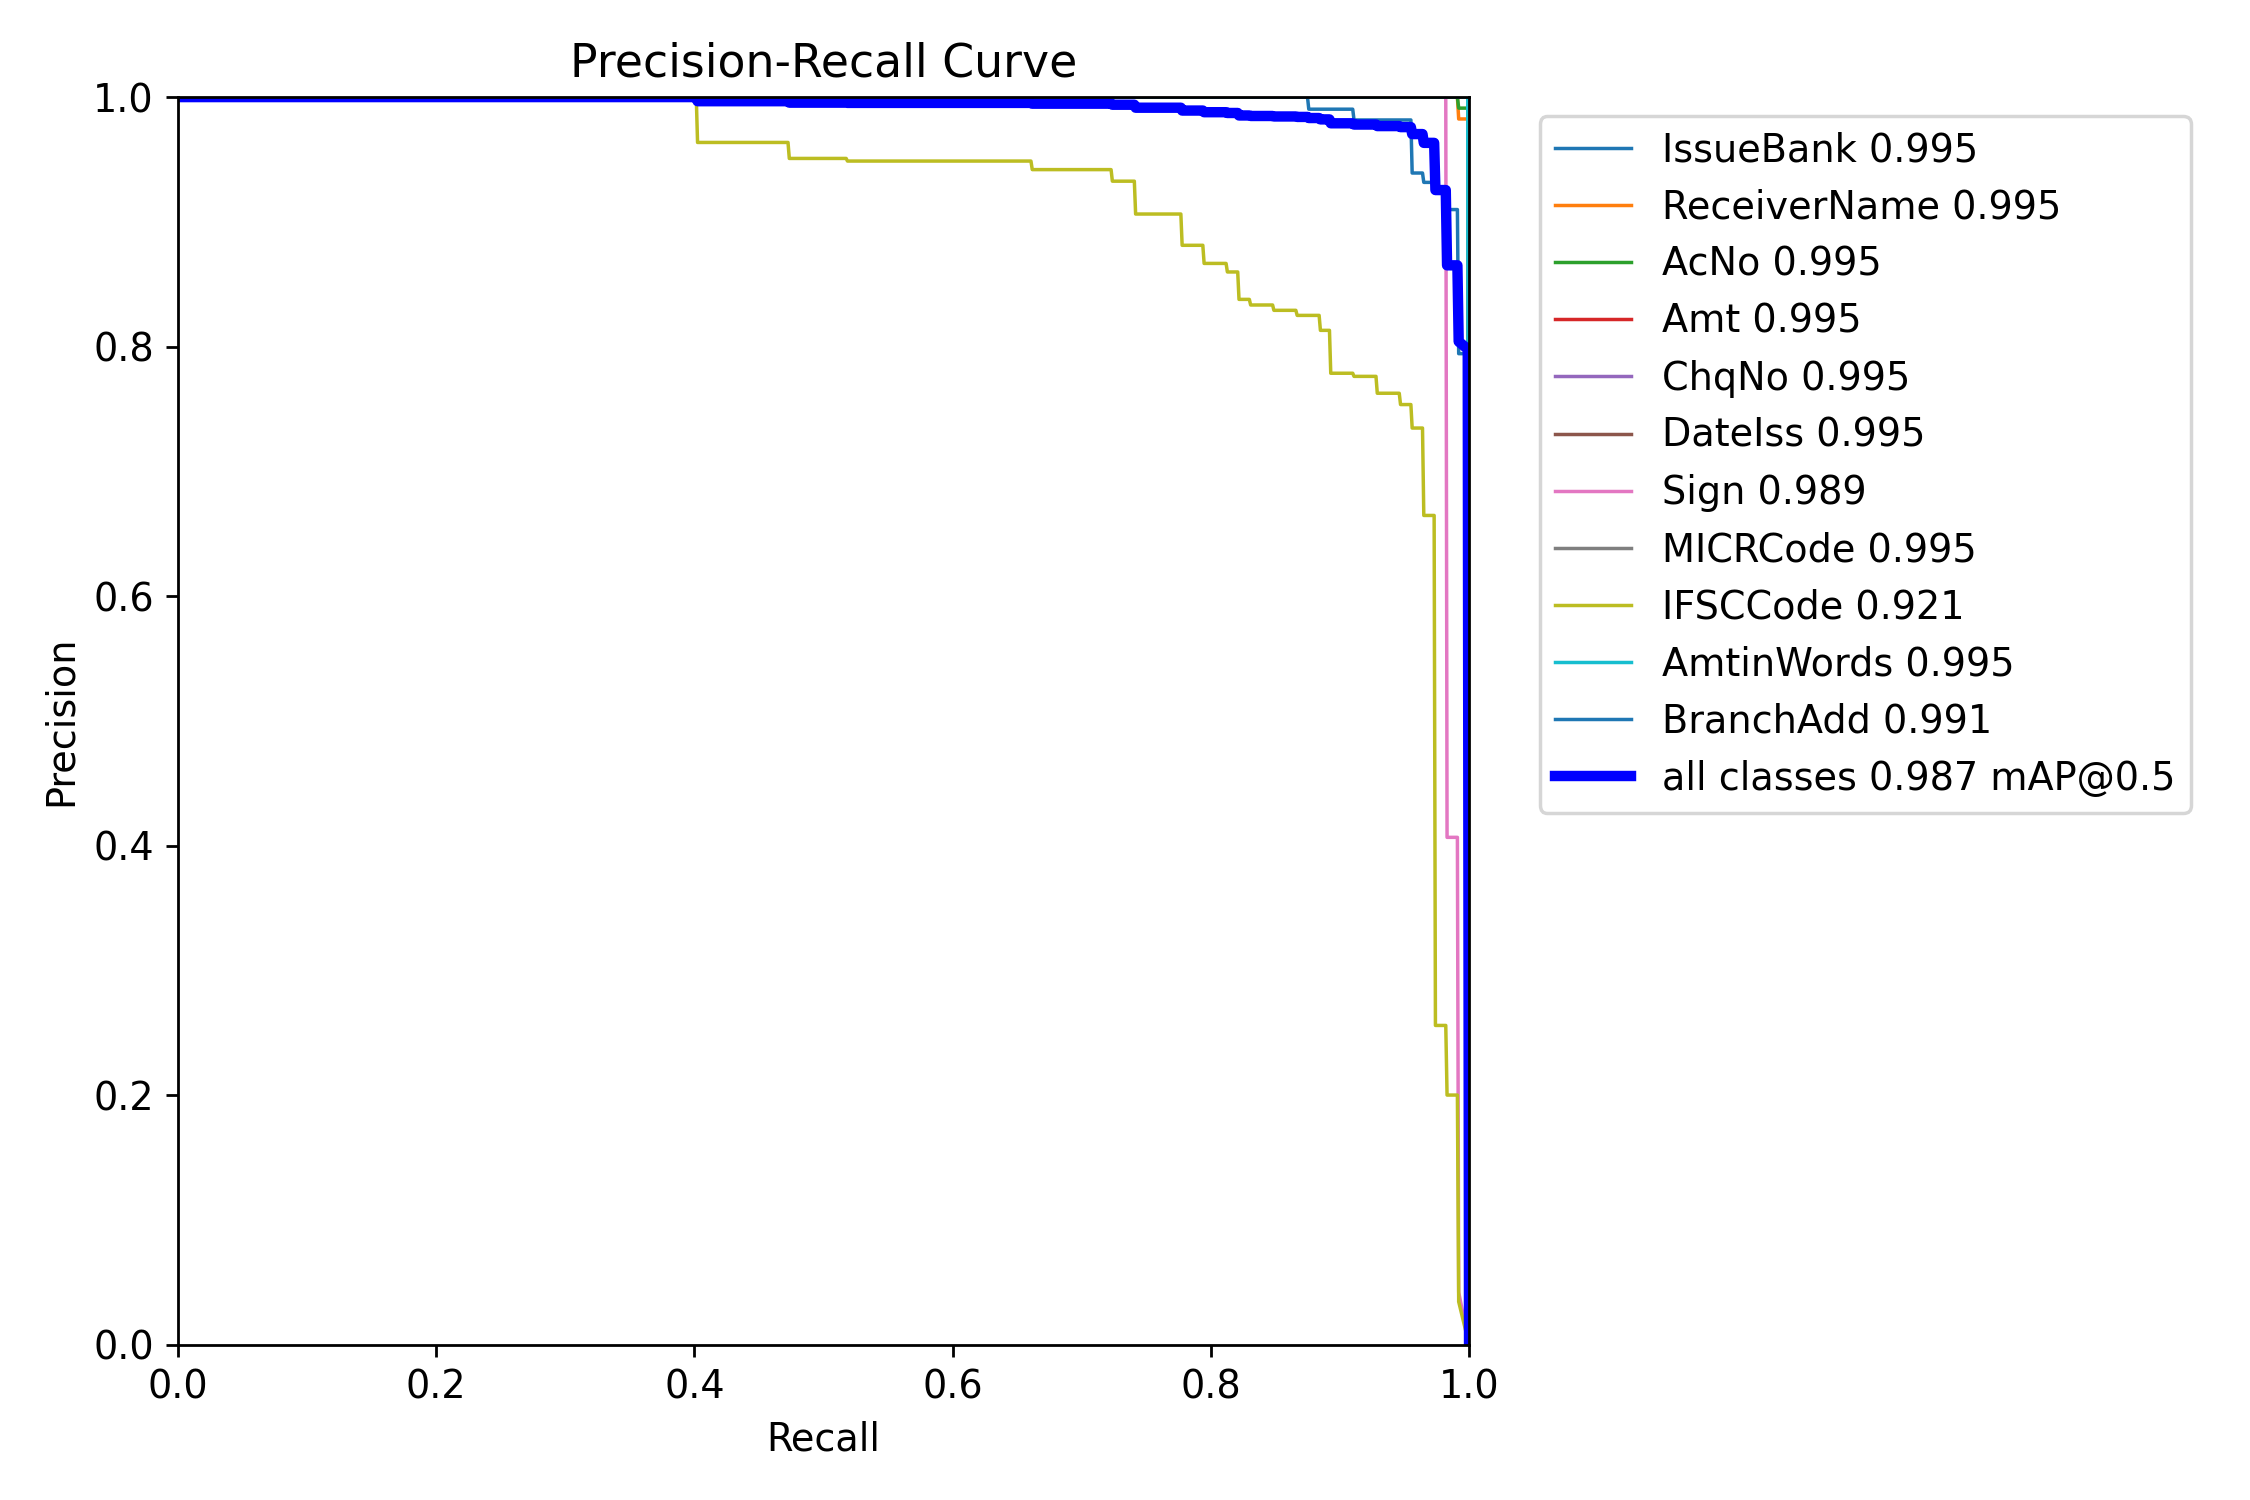 Precision-Recall Curve
1.0
0.8
0.6
0.4
0.2
0.0
Precision
0.0 0.2 0.4 0.6 0.8 1.0
Recall
IssueBank 0.995
ReceiverName 0.995
AcNo 0.995
Amt 0.995
ChqNo 0.995
DateIss 0.995
Sign 0.989
MICRCode 0.995
IFSCCode 0.921
AmtinWords 0.995
BranchAdd 0.991
all classes 0.987 mAP@0.5